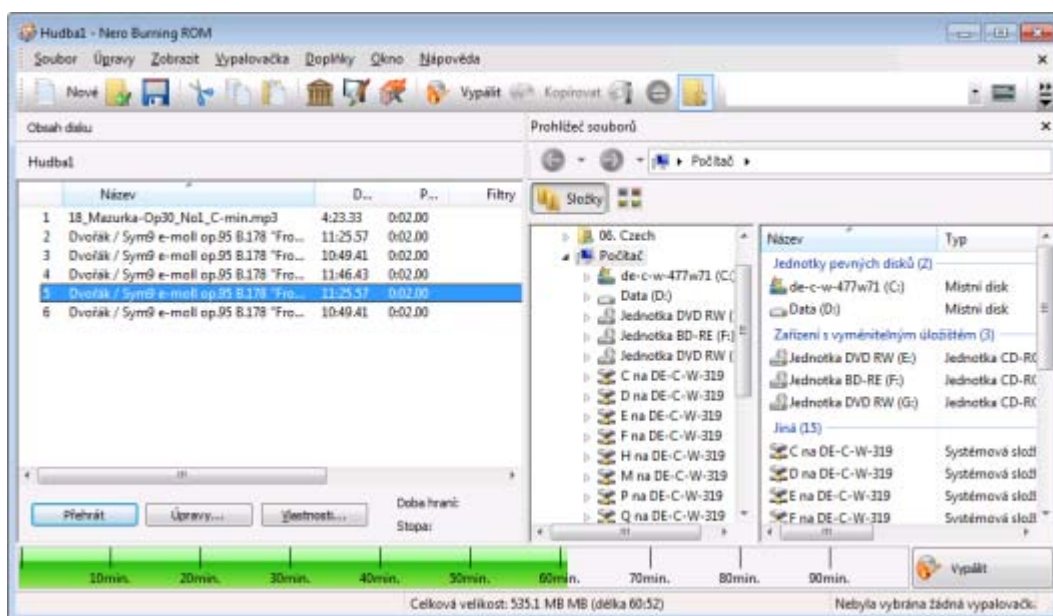 Hudba1 - Nero Burning ROM
Soubor Úpravy Zobrazit Vypalovačka Doplňky Okno Nápověda
Nové Vypálit Kopírovat
Obsah disku
Hudba1
Název D... P... Filtry
1 18_Mazurka-Op30_No1_C-min.mp3 4:23.33 0:02.00
2 Dvořák / Sym9 e-moll op.95 B.178 "Fro... 11:25.57 0:02.00
3 Dvořák / Sym9 e-moll op.95 B.178 "Fro... 10:49.41 0:02.00
4 Dvořák / Sym9 e-moll op.95 B.178 "Fro... 11:46.43 0:02.00
5 Dvořák / Sym9 e-moll op.95 B.178 "Fro... 11:25.57 0:02.00
6 Dvořák / Sym9 e-moll op.95 B.178 "Fro... 10:49.41 0:02.00
Přehrát Úpravy... Vlastnosti...
Doba hraní:
Stopa:
Prohlížeč souborů
Počítač
Složky
06. Czech
Počítač
de-c-w-477w71 (C:)
Data (D:)
Jednotka DVD RW (
Jednotka BD-RE (F:)
Jednotka DVD RW (
C na DE-C-W-319
D na DE-C-W-319
E na DE-C-W-319
F na DE-C-W-319
H na DE-C-W-319
M na DE-C-W-319
P na DE-C-W-319
Q na DE-C-W-319
Název Typ
Jednotky pevných disků (2)
de-c-w-477w71 (C:) Místní disk
Data (D:) Místní disk
Zařízení s vyměnitelným úložištěm (3)
Jednotka DVD RW (E:) Jednotka CD-RO
Jednotka BD-RE (F:) Jednotka CD-RO
Jednotka DVD RW (G:) Jednotka CD-RO
Jiná (15)
C na DE-C-W-319 Systémová slož
D na DE-C-W-319 Systémová slož
E na DE-C-W-319 Systémová slož
F na DE-C-W-319 Systémová slož
10min. 20min. 30min. 40min. 50min. 60min. 70min. 80min. 90min.
Vypálit
Celková velikost: 535.1 MB MB (délka 60:52) Nebyla vybrána žádná vypalovačk.